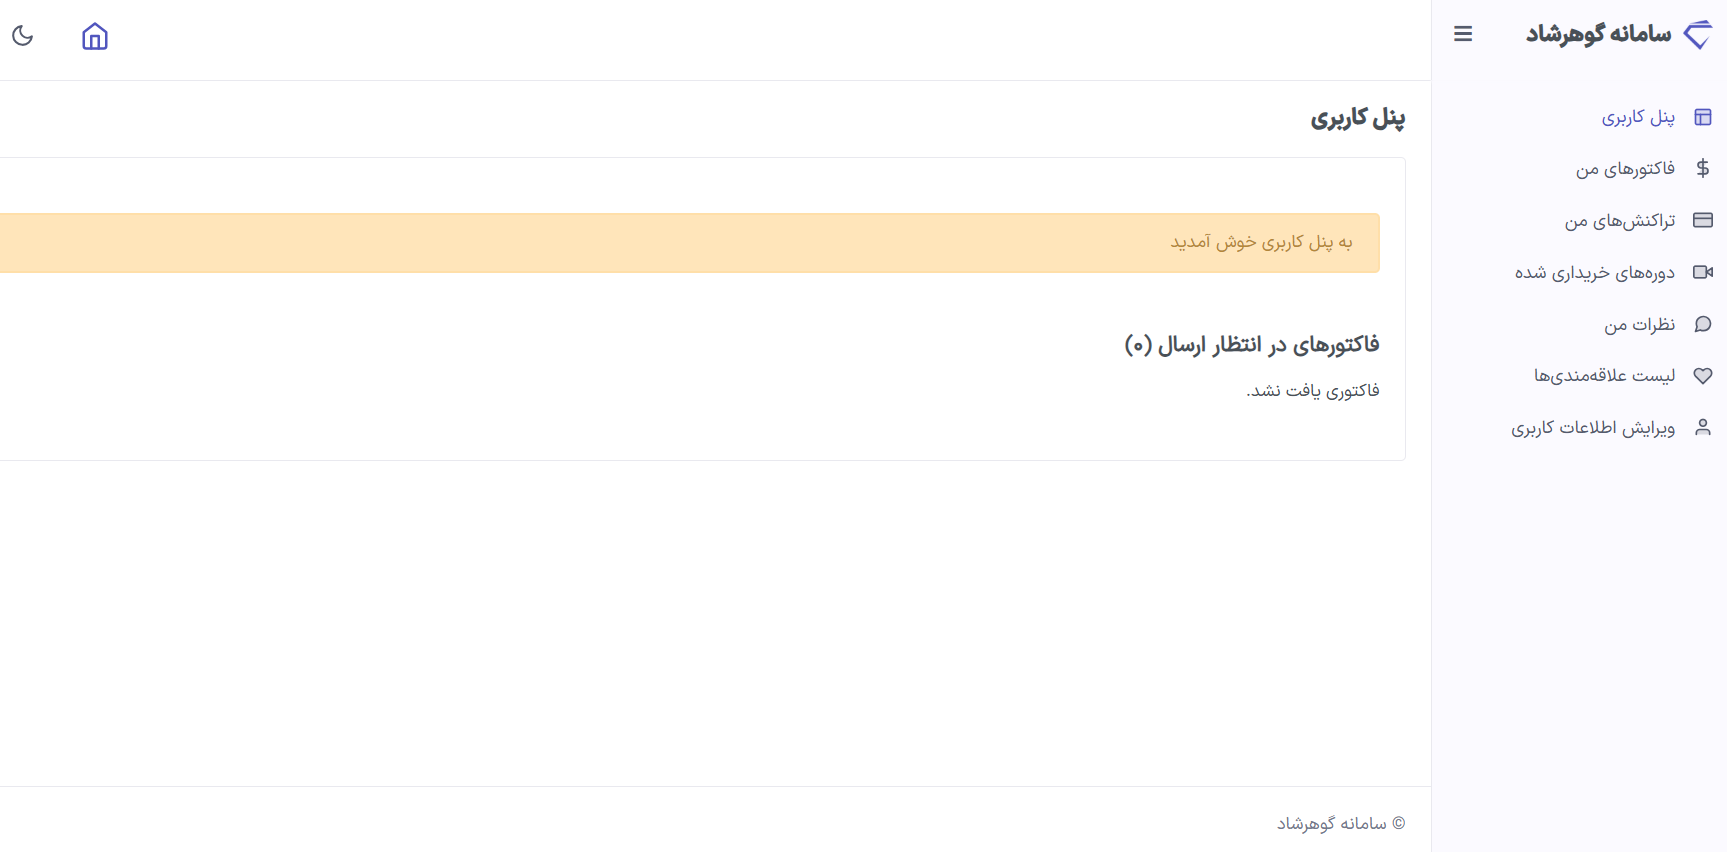 سامانه گوهرشاد
پنل کاربری
فاکتورهای من
تراکنش‌های من
دوره‌های خریداری شده
نظرات من
لیست علاقه‌مندی‌ها
ویرایش اطلاعات کاربری
پنل کاربری
به پنل کاربری خوش آمدید
فاکتورهای در انتظار ارسال (۰)
فاکتوری یافت نشد.
© سامانه گوهرشاد